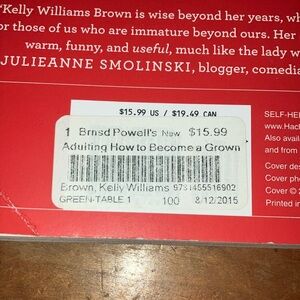 "Kelly Williams Brown is wise beyond her years, wh
or those of us who are immature beyond ours. Her
warm, funny, and useful, much like the lady w
JULIEANNE SMOLINSKI, blogger, comedia
$15.99 US / $19.49 CAN
1 Brnsd Powell's New $15.99
Adulting How to Become a Grown
Brown, Kelly Williams 9781455516902
GREEN-TABLE 1 100 8/12/2015
SELF-HE
www.Hac
Also availa
and from
Cover des
Cover pho
Cover © 2
Printed in